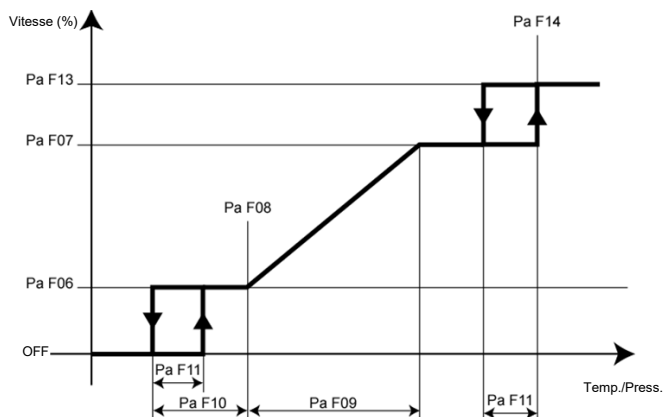 Vitesse (%)
Pa F14
Pa F13
Pa F07
Pa F08
Pa F06
OFF
Pa F11
Temp./Press.
Pa F10
Pa F09
Pa F11